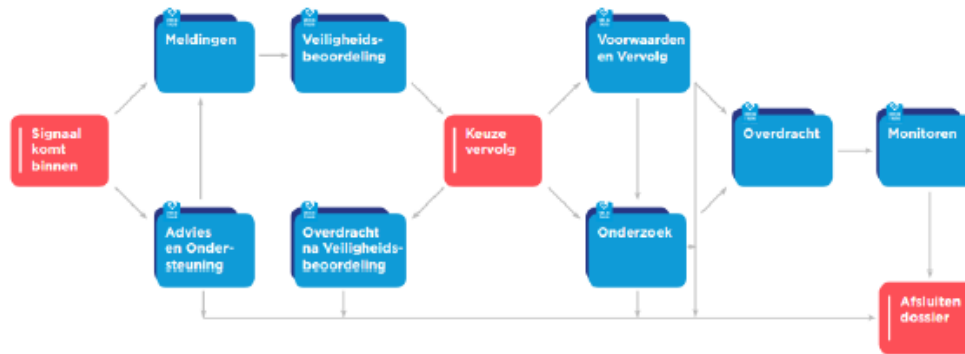 Meldingen
Veiligheids-
beoordeling
Voorwaarden
en Vervolg
Signaal
komt
binnen
Keuze
vervolg
Overdracht
Monitoren
Advies
en Onder-
steuning
Overdracht
na Veiligheids-
beoordeling
Onderzoek
Afsluiten
dossier